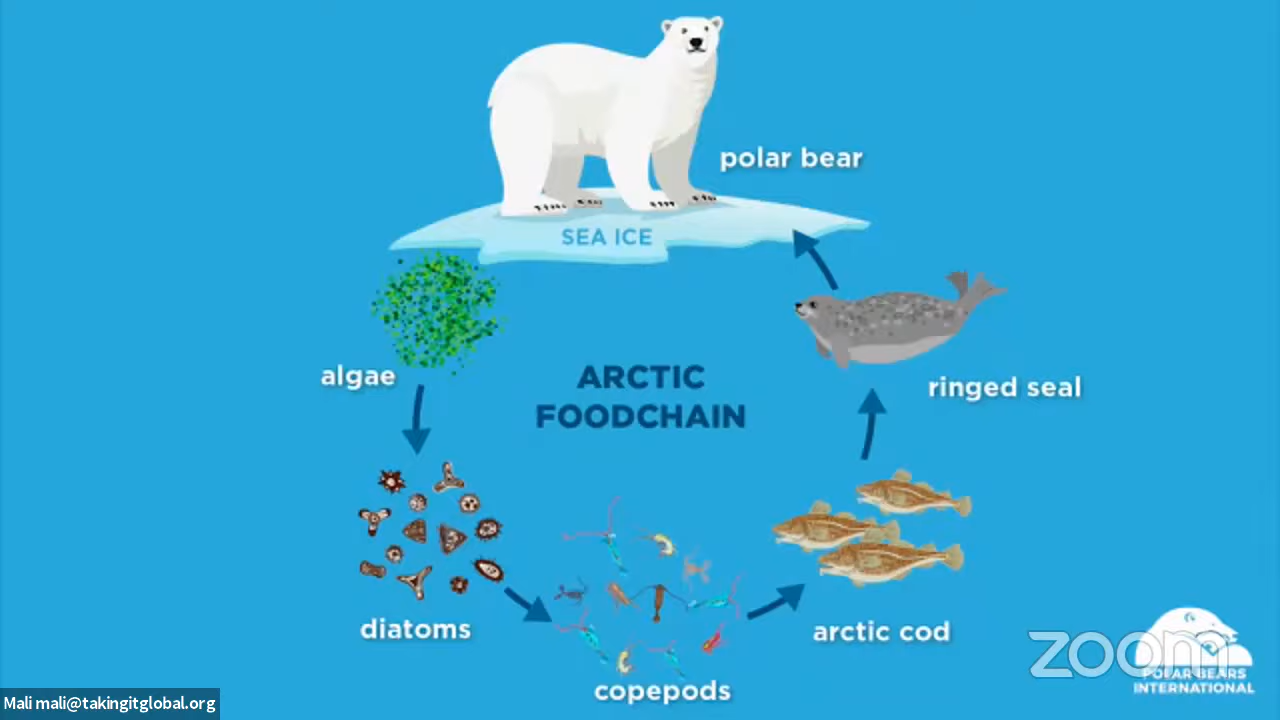 polar bear
SEA ICE
algae
ARCTIC
FOODCHAIN
ringed seal
diatoms
arctic cod
copepods
zoom
POLAR BEARS
INTERNATIONAL
Mali mali@takingitglobal.org